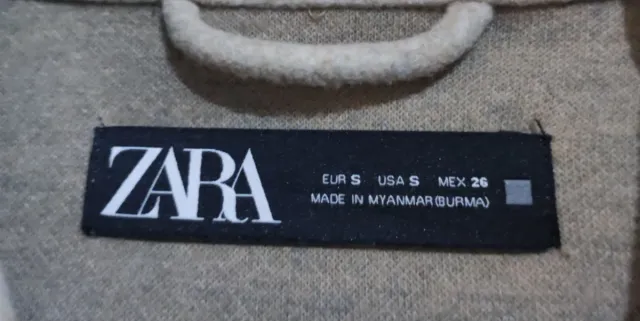 ZARA
EUR S USA S MEX 26
MADE IN MYANMAR(BURMA)